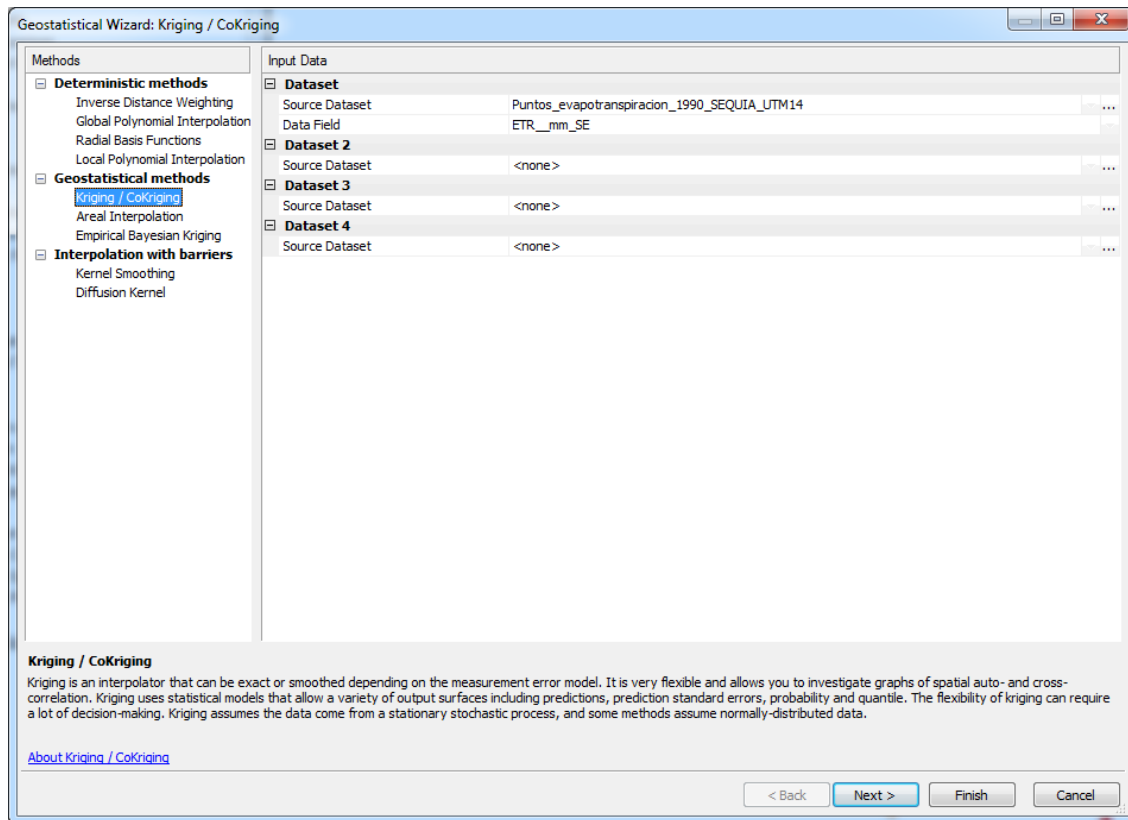 Geostatistical Wizard: Kriging / CoKriging
Methods
Deterministic methods
Inverse Distance Weighting
Global Polynomial Interpolation
Radial Basis Functions
Local Polynomial Interpolation
Geostatistical methods
Kriging / CoKriging
Areal Interpolation
Empirical Bayesian Kriging
Interpolation with barriers
Kernel Smoothing
Diffusion Kernel
Input Data
Dataset
Source Dataset Puntos_evapotranspiracion_1990_SEQUIA_UTM14 ...
Data Field ETR__mm_SE
Dataset 2
Source Dataset <none> ...
Dataset 3
Source Dataset <none> ...
Dataset 4
Source Dataset <none> ...
Kriging / CoKriging
Kriging is an interpolator that can be exact or smoothed depending on the measurement error model. It is very flexible and allows you to investigate graphs of spatial auto- and cross-
correlation. Kriging uses statistical models that allow a variety of output surfaces including predictions, prediction standard errors, probability and quantile. The flexibility of kriging can require
a lot of decision-making. Kriging assumes the data come from a stationary stochastic process, and some methods assume normally-distributed data.
About Kriging / CoKriging
< Back Next > Finish Cancel